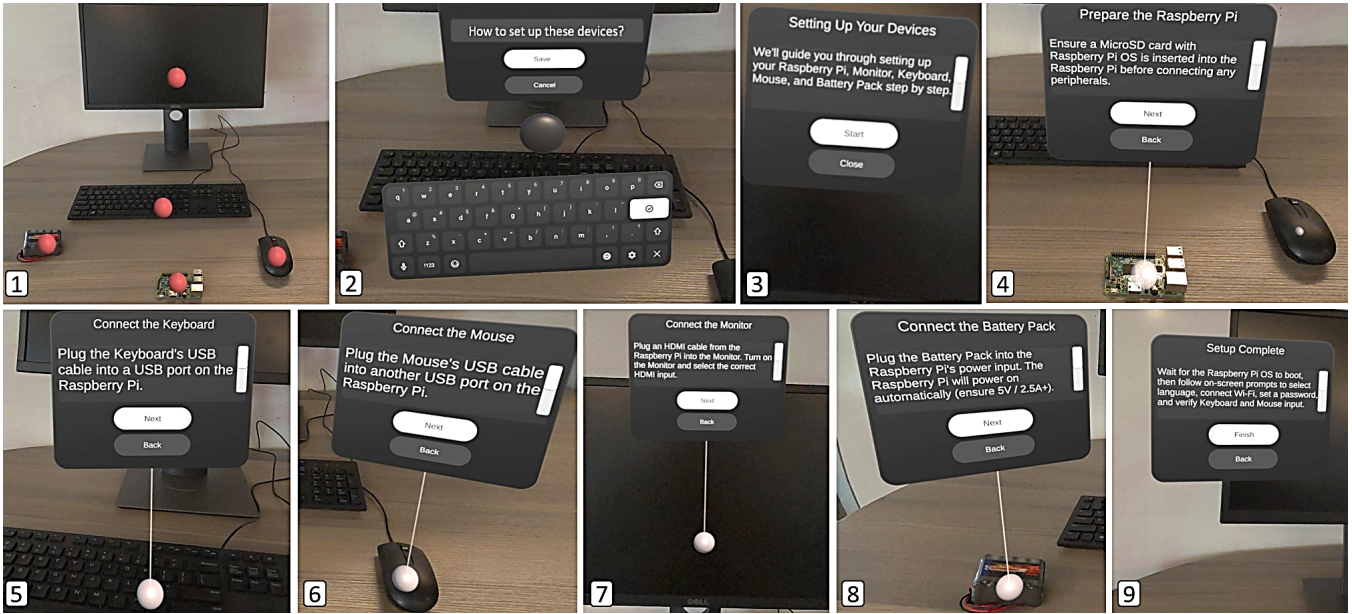 1
2
How to set up these devices?
Save
Cancel
q w e r t y u i o p
a s d f g h j k l
z x c v b n m
!123
3
Setting Up Your Devices
We'll guide you through setting up
your Raspberry Pi, Monitor, Keyboard,
Mouse, and Battery Pack step by step.
Start
Close
4
Prepare the Raspberry Pi
Ensure a MicroSD card with
Raspberry Pi OS is inserted into the
Raspberry Pi before connecting any
peripherals.
Next
Back
5
Connect the Keyboard
Plug the Keyboard's USB
cable into a USB port on the
Raspberry Pi.
Next
Back
6
Connect the Mouse
Plug the Mouse's USB cable
into another USB port on the
Raspberry Pi.
Next
Back
7
Connect the Monitor
Plug an HDMI cable from the
Raspberry Pi into the Monitor. Turn on
the Monitor and select the correct
HDMI input.
Next
Back
DELL
8
Connect the Battery Pack
Plug the Battery Pack into the
Raspberry Pi's power input. The
Raspberry Pi will power on
automatically (ensure 5V / 2.5A+).
Next
Back
9
Setup Complete
Wait for the Raspberry Pi OS to boot,
then follow on-screen prompts to select
language, connect Wi-Fi, set a password,
and verify Keyboard and Mouse input.
Finish
Back